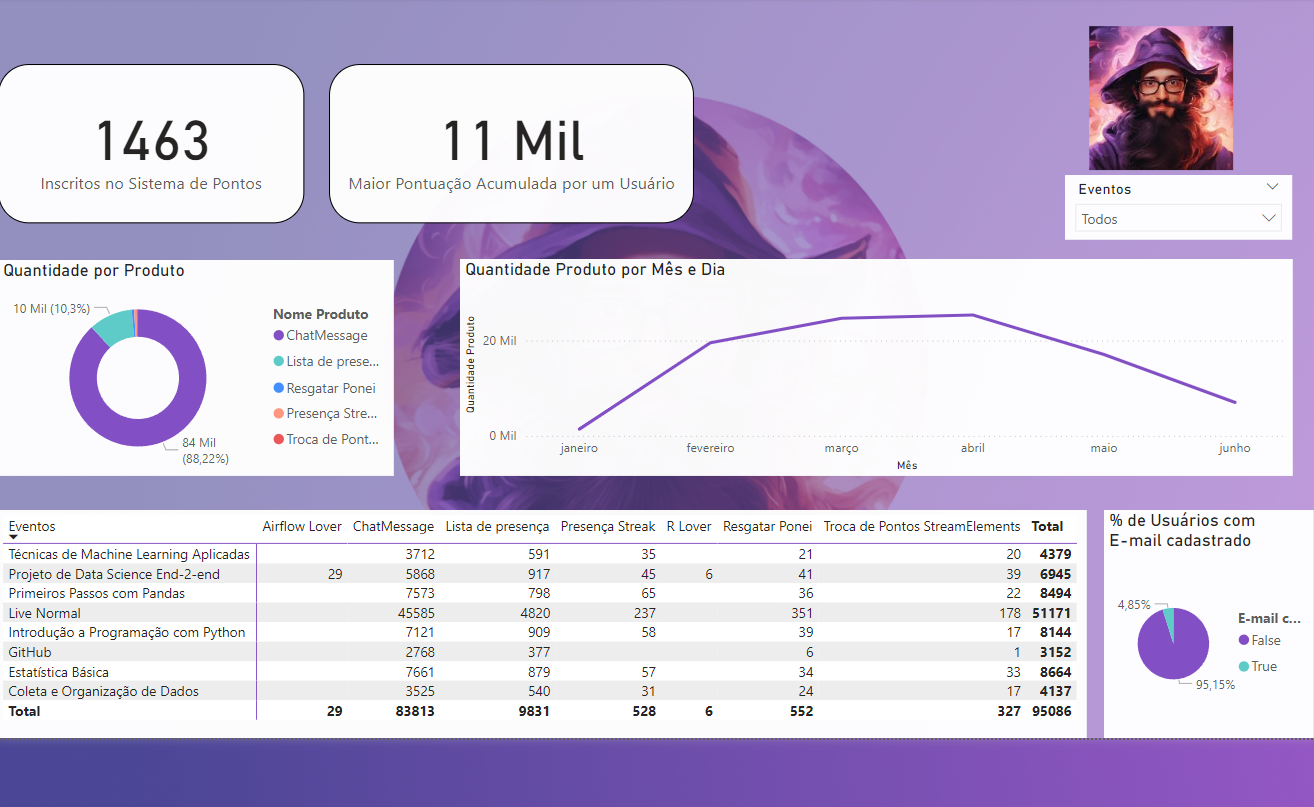 1463
Inscritos no Sistema de Pontos
11 Mil
Maior Pontuação Acumulada por um Usuário
Eventos
Todos
Quantidade por Produto
10 Mil (10,3%)
84 Mil
(88,22%)
Nome Produto
ChatMessage
Lista de prese...
Resgatar Ponei
Presença Stre...
Troca de Pont...
Quantidade Produto por Mês e Dia
Quantidade Produto
20 Mil
0 Mil
janeiro fevereiro março abril maio junho
Mês
Eventos Airflow Lover ChatMessage Lista de presença Presença Streak R Lover Resgatar Ponei Troca de Pontos StreamElements Total
Técnicas de Machine Learning Aplicadas 3712 591 35 21 20 4379
Projeto de Data Science End-2-end 29 5868 917 45 6 41 39 6945
Primeiros Passos com Pandas 7573 798 65 36 22 8494
Live Normal 45585 4820 237 351 178 51171
Introdução a Programação com Python 7121 909 58 39 17 8144
GitHub 2768 377 6 1 3152
Estatística Básica 7661 879 57 34 33 8664
Coleta e Organização de Dados 3525 540 31 24 17 4137
Total 29 83813 9831 528 6 552 327 95086
% de Usuários com
E-mail cadastrado
4,85%
95,15%
E-mail c...
False
True